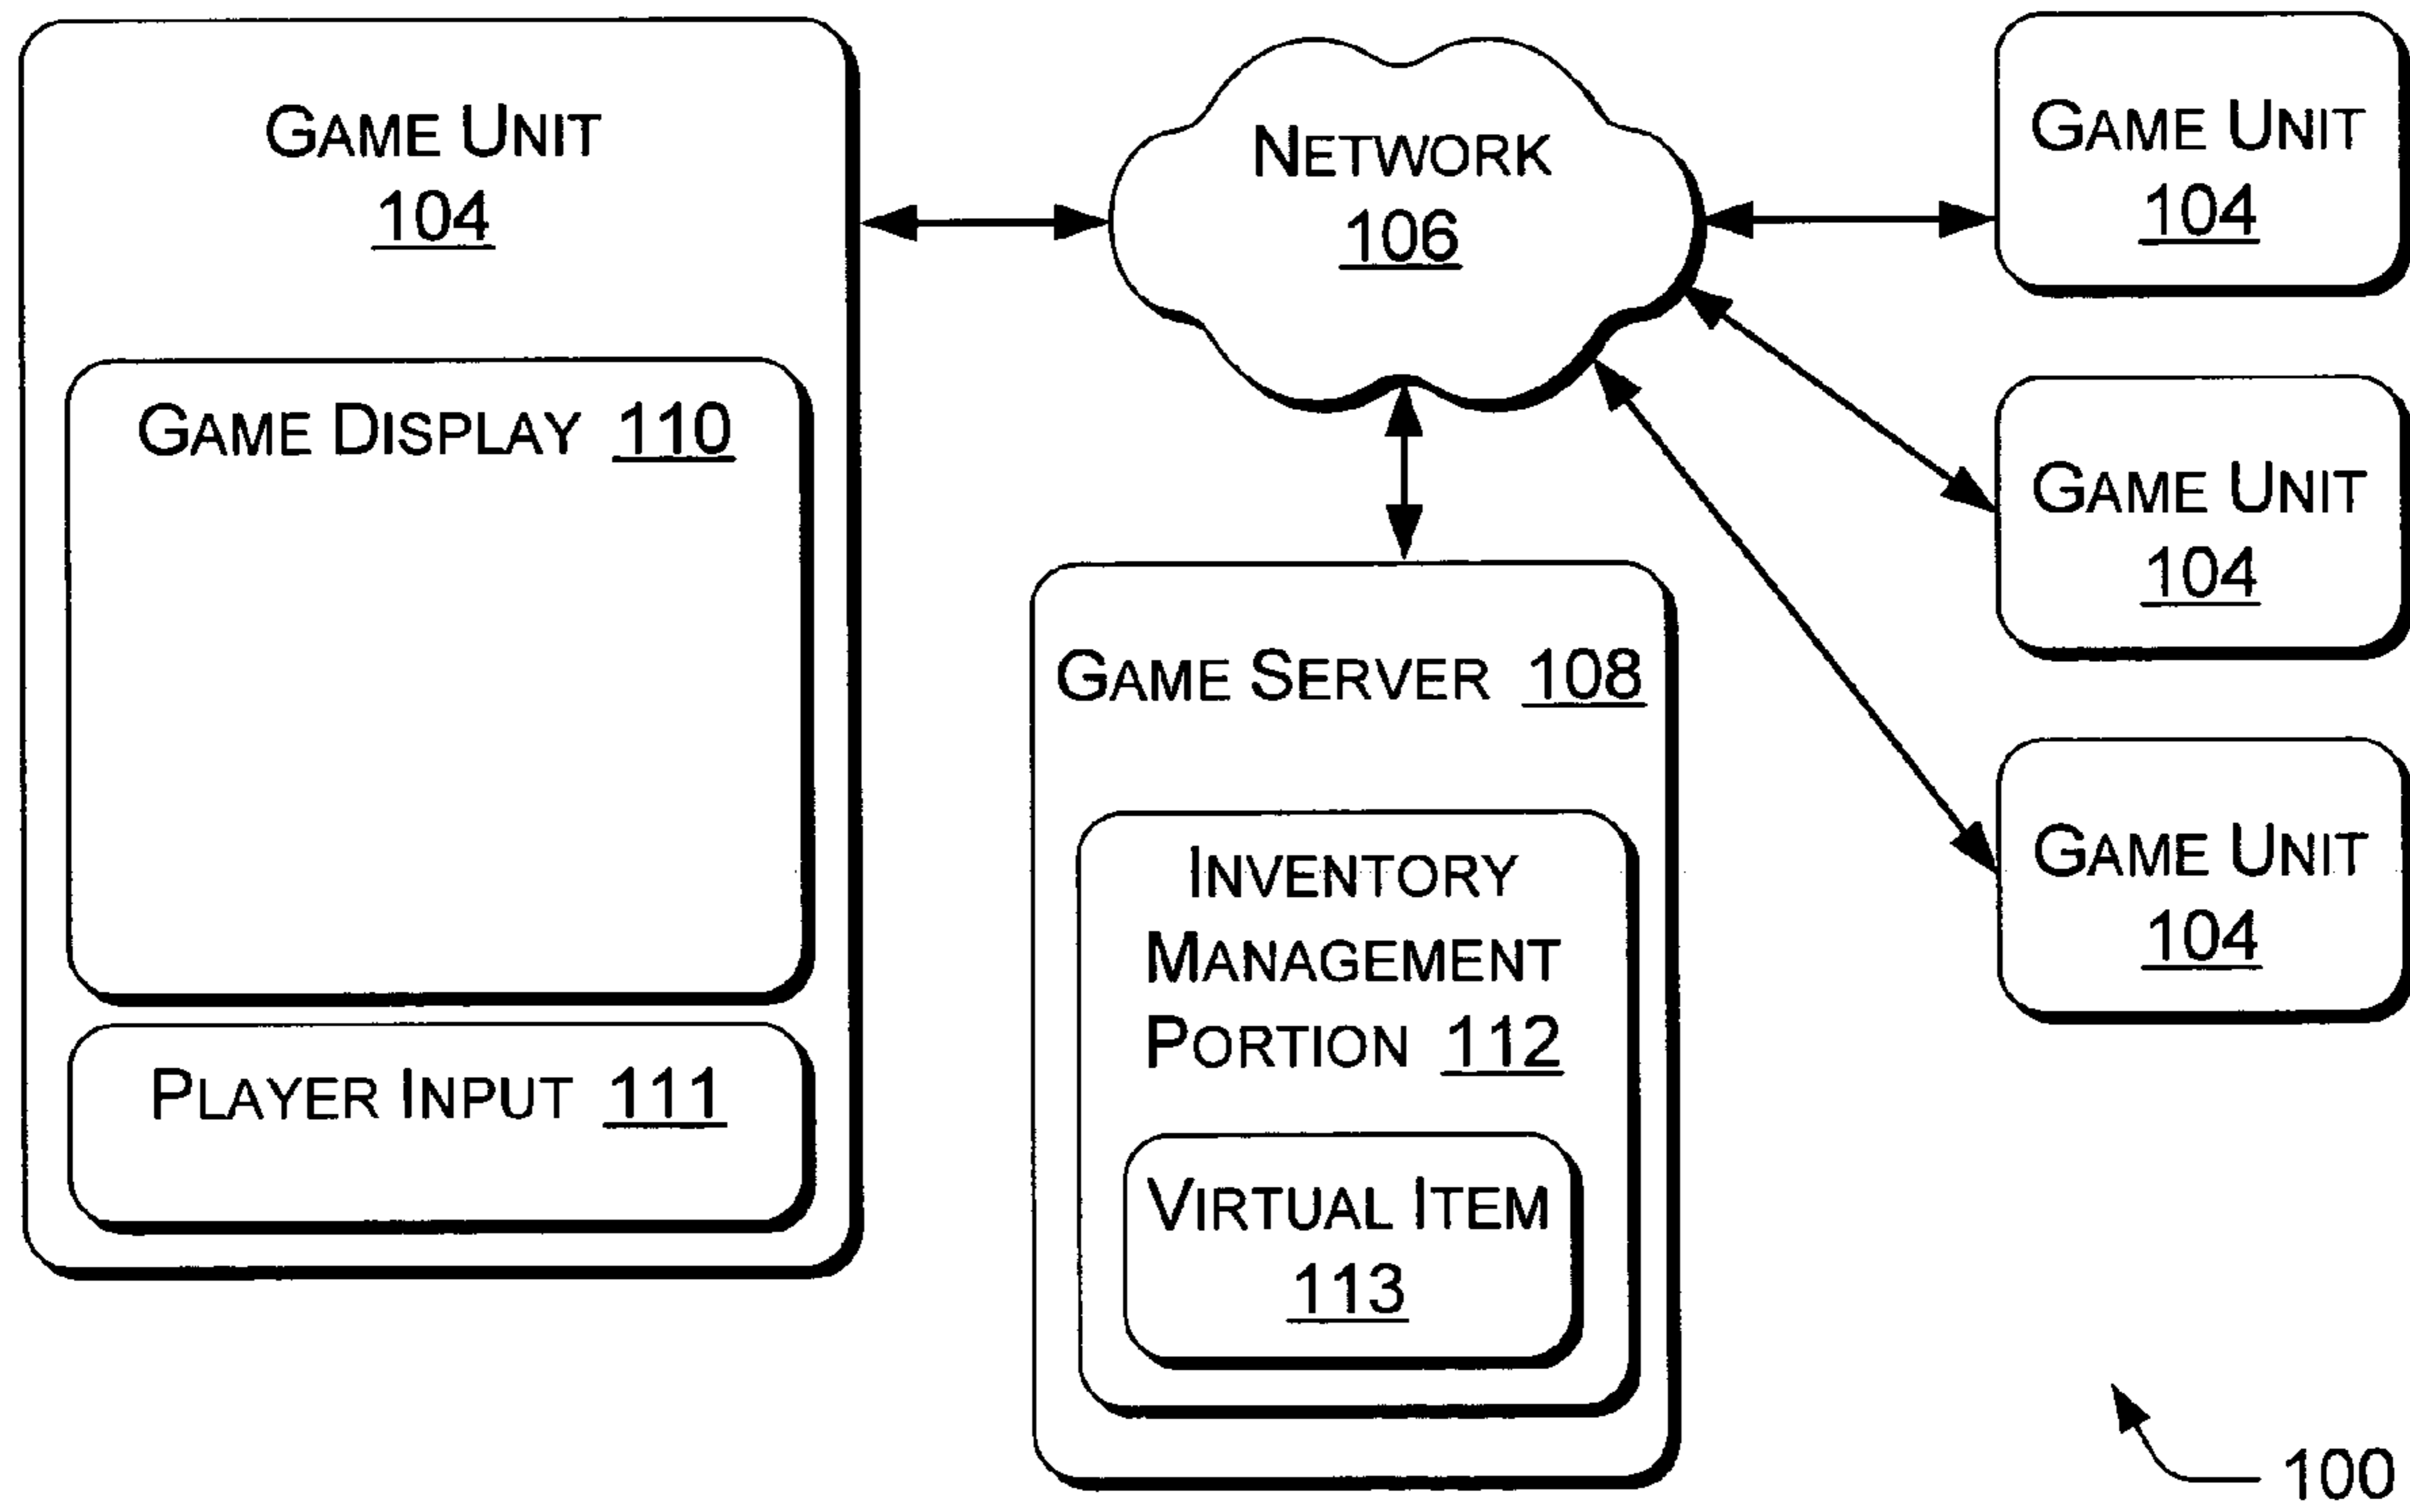 GAME UNIT
104
GAME DISPLAY 110
PLAYER INPUT 111
NETWORK
106
GAME SERVER 108
INVENTORY
MANAGEMENT
PORTION 112
VIRTUAL ITEM
113
GAME UNIT
104
GAME UNIT
104
GAME UNIT
104
100